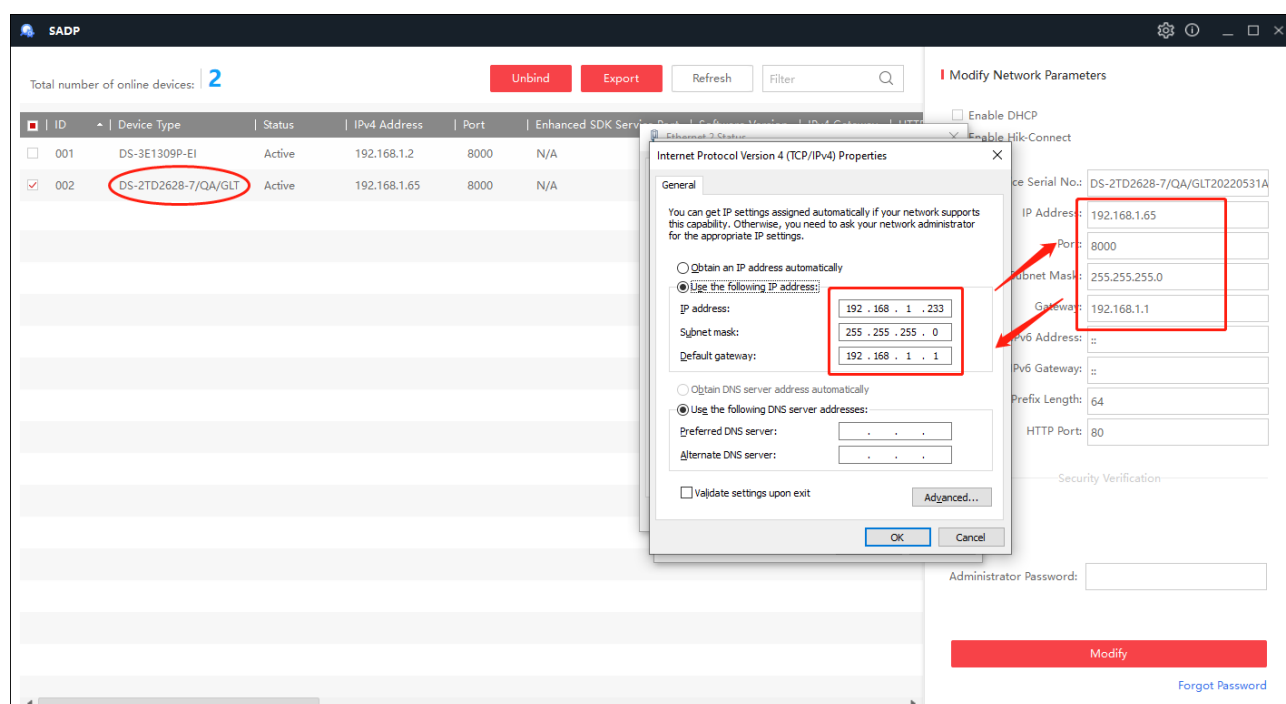 SADP
Total number of online devices: 2
Unbind
Export
Refresh
Filter
ID
Device Type
Status
IPv4 Address
Port
Enhanced SDK Service Port
Software Version
IPv4 Gateway
HTTP
001
DS-3E1309P-EI
Active
192.168.1.2
8000
N/A
002
DS-2TD2628-7/QA/GLT
Active
192.168.1.65
8000
N/A
Ethernet 2 Status
Internet Protocol Version 4 (TCP/IPv4) Properties
General
You can get IP settings assigned automatically if your network supports
this capability. Otherwise, you need to ask your network administrator
for the appropriate IP settings.
Obtain an IP address automatically
Use the following IP address:
IP address:
192 . 168 . 1 . 233
Subnet mask:
255 . 255 . 255 . 0
Default gateway:
192 . 168 . 1 . 1
Obtain DNS server address automatically
Use the following DNS server addresses:
Preferred DNS server:
. . .
Alternate DNS server:
. . .
Validate settings upon exit
Advanced...
OK
Cancel
Modify Network Parameters
Enable DHCP
Enable Hik-Connect
ce Serial No.: DS-2TD2628-7/QA/GLT20220531A
IP Address: 192.168.1.65
Port: 8000
Subnet Mask: 255.255.255.0
Gateway: 192.168.1.1
Pv6 Address: ::
Pv6 Gateway: ::
Prefix Length: 64
HTTP Port: 80
Security Verification
Administrator Password:
Modify
Forgot Password